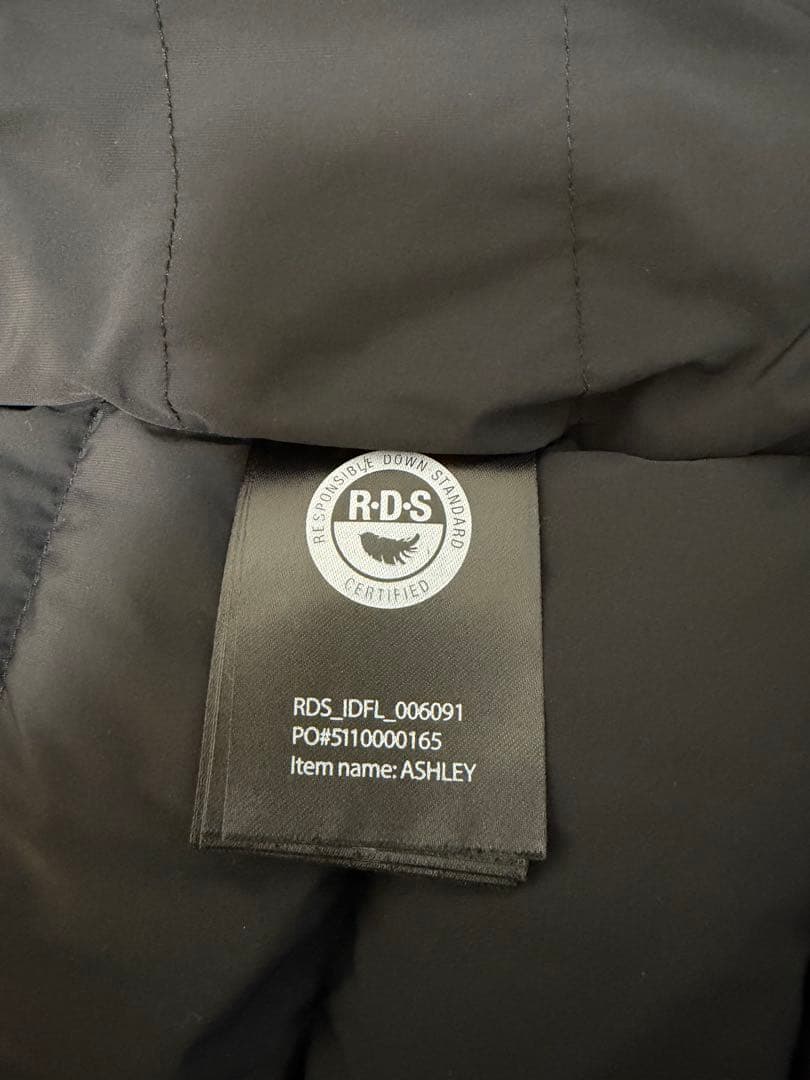 RESPONSIBLE DOWN STANDARD
R·D·S
CERTIFIED
RDS_IDFL_006091
PO#5110000165
Item name: ASHLEY